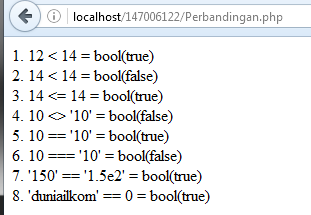 localhost/147006122/Perbandingan.php
1. 12 < 14 = bool(true)
2. 14 < 14 = bool(false)
3. 14 <= 14 = bool(true)
4. 10 <> '10' = bool(false)
5. 10 == '10' = bool(true)
6. 10 === '10' = bool(false)
7. '150' == '1.5e2' = bool(true)
8. 'duniailkom' == 0 = bool(true)